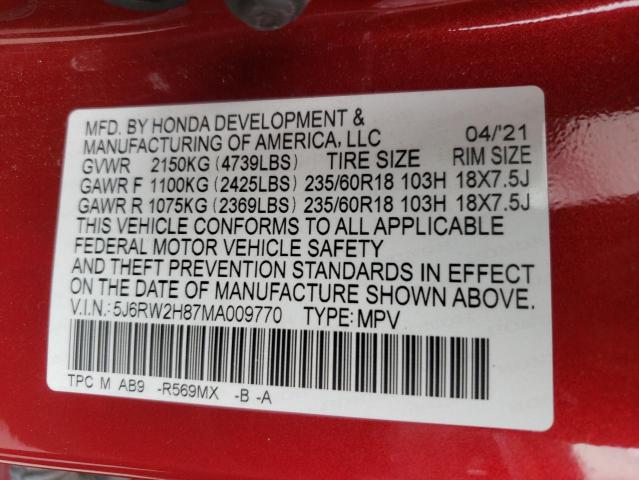 MFD. BY HONDA DEVELOPMENT &
MANUFACTURING OF AMERICA, LLC 04/'21
GVWR 2150KG (4739LBS) TIRE SIZE RIM SIZE
GAWR F 1100KG (2425LBS) 235/60R18 103H 18X7.5J
GAWR R 1075KG (2369LBS) 235/60R18 103H 18X7.5J
THIS VEHICLE CONFORMS TO ALL APPLICABLE
FEDERAL MOTOR VEHICLE SAFETY
AND THEFT PREVENTION STANDARDS IN EFFECT
ON THE DATE OF MANUFACTURE SHOWN ABOVE.
V.I.N.: 5J6RW2H87MA009770 TYPE: MPV
TPC M AB9 -R569MX -B -A